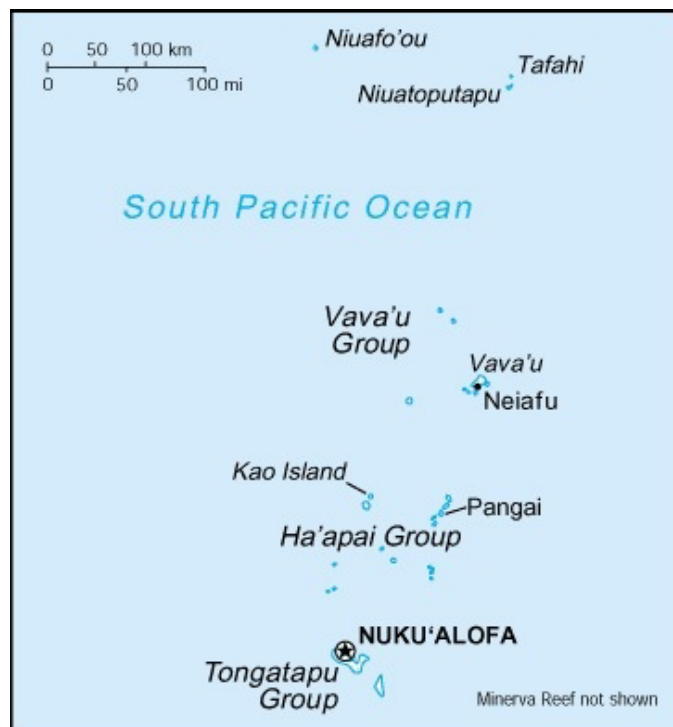 Niuafo'ou
0 50 100 km
0 50 100 mi
Tafahi
Niuatoputapu
South Pacific Ocean
Vava'u
Group
Vava'u
Neiafu
Kao Island
Pangai
Ha'apai Group
NUKU‘ALOFA
Tongatapu
Group
Minerva Reef not shown